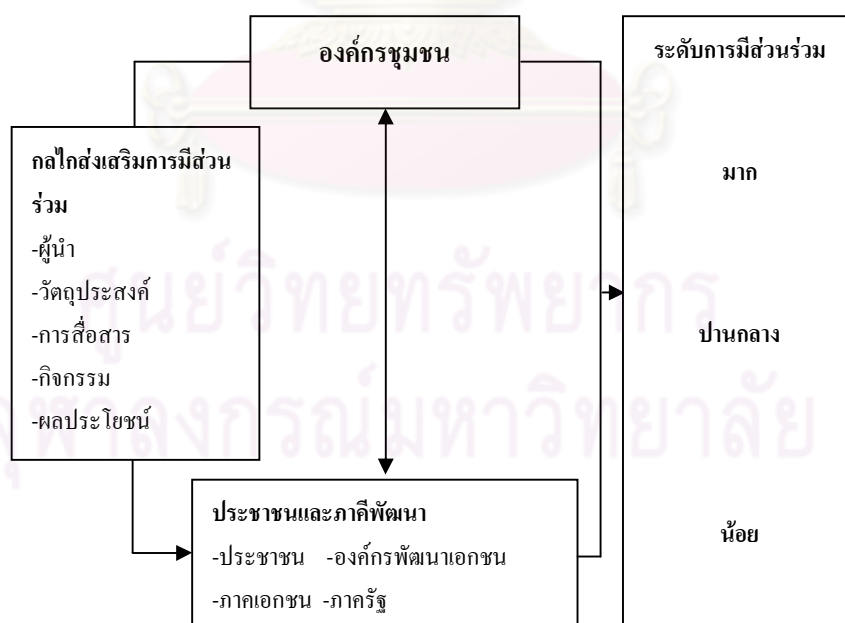 องค์กรชุมชน
ระดับการมีส่วนร่วม
มาก
ปานกลาง
น้อย
กลไกส่งเสริมการมีส่วน
ร่วม
-ผู้นำ
-วัตถุประสงค์
-การสื่อสาร
-กิจกรรม
-ผลประโยชน์
ประชาชนและภาคีพัฒนา
-ประชาชน -องค์กรพัฒนาเอกชน
-ภาคเอกชน -ภาครัฐ
ศูนย์วิทยทรัพยากร
จุฬาลงกรณ์มหาวิทยาลัย